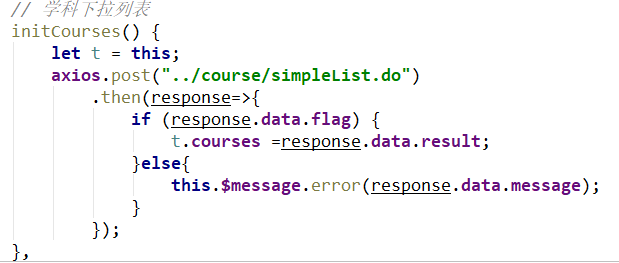 // 学科下拉列表
initCourses() {
    let t = this;
    axios.post("../course/simpleList.do")
        .then(response=>{
            if (response.data.flag) {
                t.courses =response.data.result;
            }else{
                this.$message.error(response.data.message);
            }
        });
},